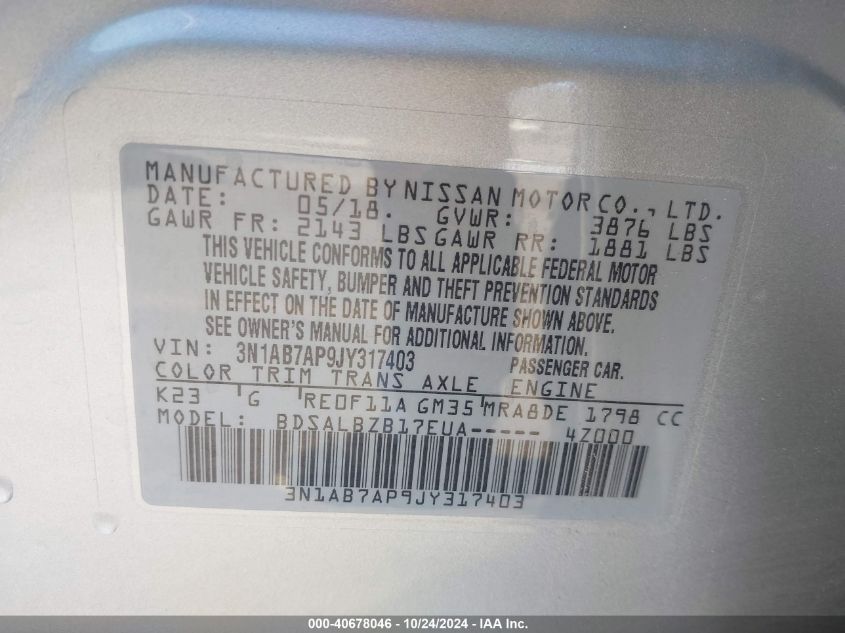 MANUFACTURED BY NISSAN MOTOR CO., LTD.
DATE: 05/18. GVWR: 3876 LBS
GAWR FR: 2143 LBS GAWR RR: 1881 LBS
THIS VEHICLE CONFORMS TO ALL APPLICABLE FEDERAL MOTOR
VEHICLE SAFETY, BUMPER AND THEFT PREVENTION STANDARDS
IN EFFECT ON THE DATE OF MANUFACTURE SHOWN ABOVE.
SEE OWNER'S MANUAL FOR ADDITIONAL INFORMATION.
VIN: 3N1AB7AP9JY317403 PASSENGER CAR.
COLOR TRIM TRANS AXLE ENGINE
K23 G RE0F11A GM35 MRA8DE 1798 CC
MODEL: BDSALBZB17EUA----- 4Z000
3N1AB7AP9JY317403
000-40678046 - 10/24/2024 - IAA Inc.